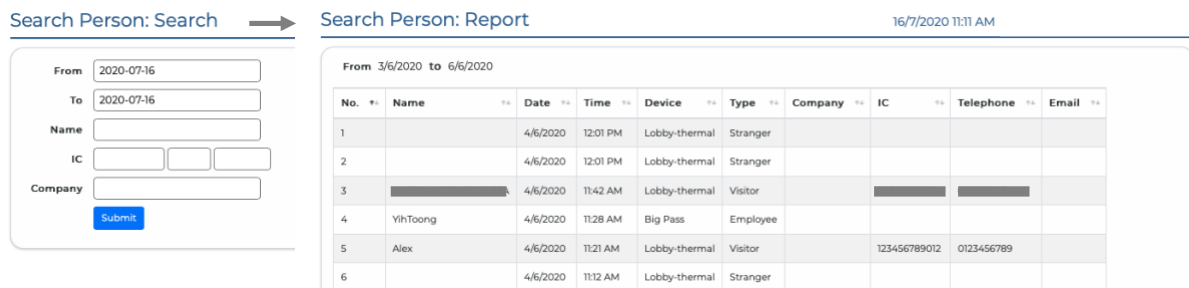 Search Person: Search
From 2020-07-16
To 2020-07-16
Name
IC
Company
Submit
Search Person: Report 16/7/2020 11:11 AM
From 3/6/2020 to 6/6/2020
No. Name Date Time Device Type Company IC Telephone Email
1 4/6/2020 12:01 PM Lobby-thermal Stranger
2 4/6/2020 12:01 PM Lobby-thermal Stranger
3 4/6/2020 11:42 AM Lobby-thermal Visitor
4 YihToong 4/6/2020 11:28 AM Big Pass Employee
5 Alex 4/6/2020 11:21 AM Lobby-thermal Visitor 123456789012 0123456789
6 4/6/2020 11:12 AM Lobby-thermal Stranger